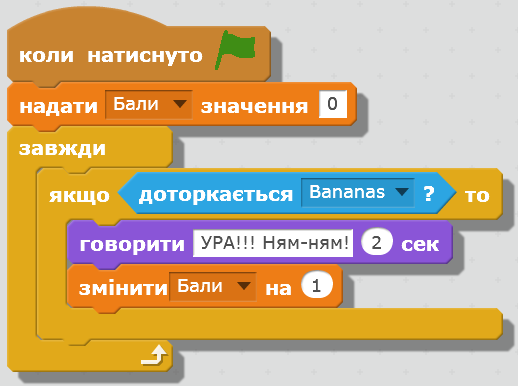 коли натиснуто
надати Бали значення 0
завжди
якщо доторкається Bananas ? то
говорити УРА!!! Ням-ням! 2 сек
змінити Бали на 1